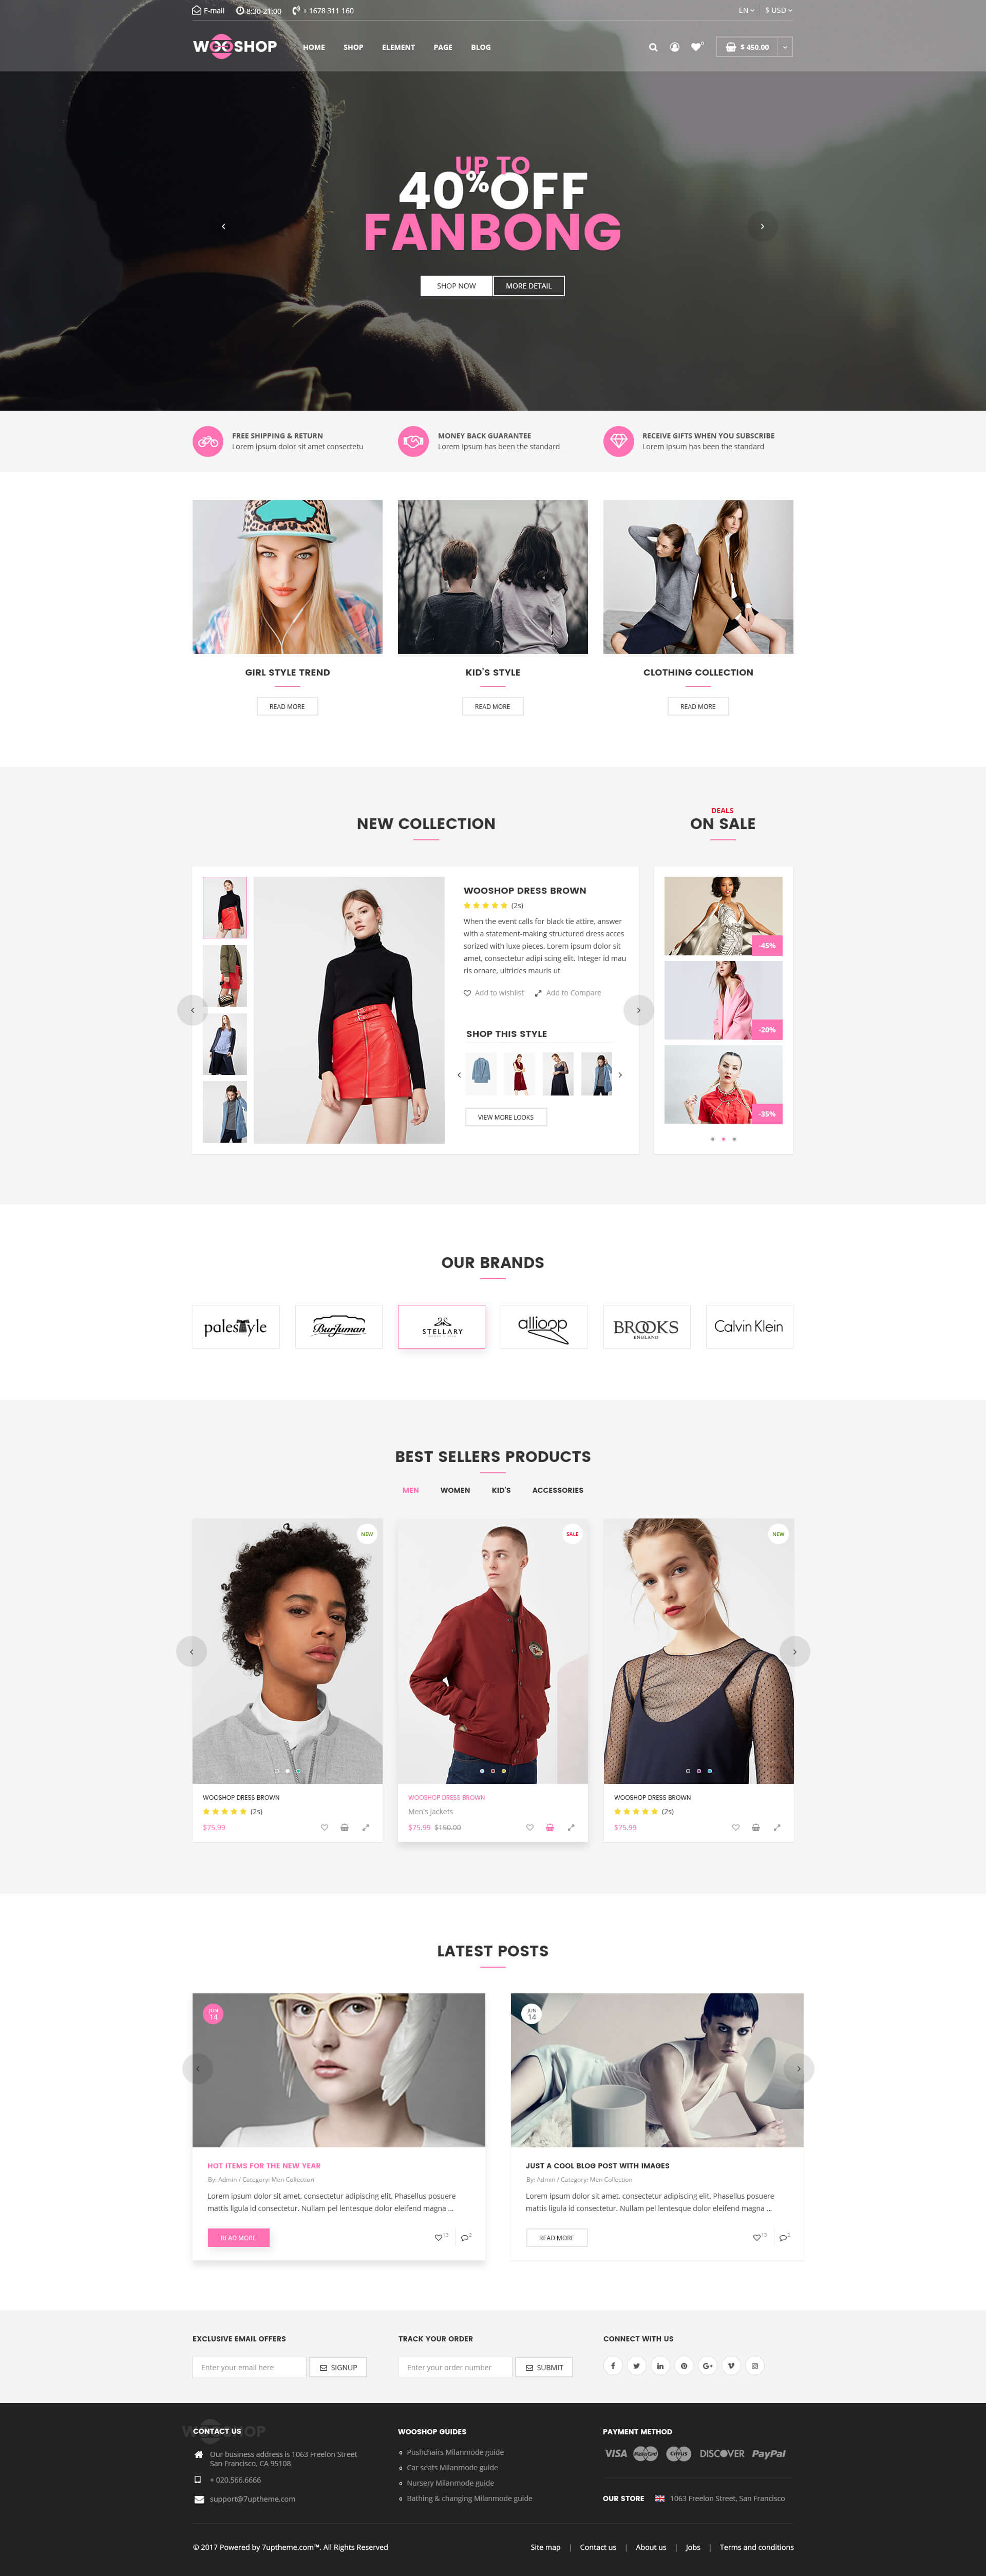 E-mail 8:30-21:00 + 1678 311 160 EN $ USD
WOOSHOP HOME SHOP ELEMENT PAGE BLOG 0 $ 450.00
UP TO
40%OFF
FANBONG
SHOP NOW MORE DETAIL
FREE SHIPPING & RETURN
Lorem ipsum dolor sit amet consectetu
MONEY BACK GUARANTEE
Lorem Ipsum has been the standard
RECEIVE GIFTS WHEN YOU SUBSCRIBE
Lorem Ipsum has been the standard
GIRL STYLE TREND
READ MORE
KID'S STYLE
READ MORE
CLOTHING COLLECTION
READ MORE
NEW COLLECTION
WOOSHOP DRESS BROWN
(2s)
When the event calls for black tie attire, answer
with a statement-making structured dress acces
sorized with luxe pieces. Lorem ipsum dolor sit
amet, consectetur adipi scing elit. integer id mau
ris ornare, ultricies mauris ut
Add to wishlist Add to Compare
SHOP THIS STYLE
VIEW MORE LOOKS
DEALS
ON SALE
-45%
-20%
-35%
OUR BRANDS
palestyle BurJuman STELLARY allioop BROOKS ENGLAND Calvin Klein
BEST SELLERS PRODUCTS
MEN WOMEN KID'S ACCESSORIES
NEW
WOOSHOP DRESS BROWN
(2s)
$75.99
SALE
WOOSHOP DRESS BROWN
Men's jackets
$75.99 $150.00
NEW
WOOSHOP DRESS BROWN
(2s)
$75.99
LATEST POSTS
JUN
14
HOT ITEMS FOR THE NEW YEAR
By: Admin / Category: Men Collection
Lorem ipsum dolor sit amet, consectetur adipiscing elit. Phasellus posuere
mattis ligula id consectetur. Nullam pel lentesque dolor eleifend magna ...
READ MORE 13 2
JUN
14
JUST A COOL BLOG POST WITH IMAGES
By: Admin / Category: Men Collection
Lorem ipsum dolor sit amet, consectetur adipiscing elit. Phasellus posuere
mattis ligula id consectetur. Nullam pel lentesque dolor eleifend magna ...
READ MORE 13 2
EXCLUSIVE EMAIL OFFERS
Enter your email here SIGNUP
TRACK YOUR ORDER
Enter your order number SUBMIT
CONNECT WITH US
WOOSHOP
CONTACT US
Our business address is 1063 Freelon Street
San Francisco, CA 95108
+ 020.566.6666
support@7uptheme.com
WOOSHOP GUIDES
Pushchairs Milanmode guide
Car seats Milanmode guide
Nursery Milanmode guide
Bathing & changing Milanmode guide
PAYMENT METHOD
VISA MasterCard Cirrus DISCOVER PayPal
OUR STORE 1063 Freelon Street, San Francisco
© 2017 Powered by 7uptheme.com™. All Rights Reserved
Site map | Contact us | About us | Jobs | Terms and conditions